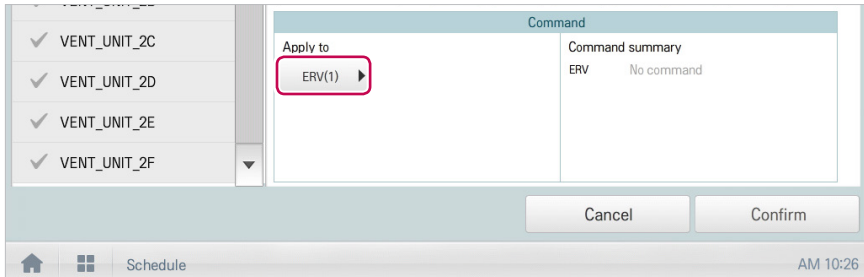 Command
VENT_UNIT_2C
VENT_UNIT_2D
VENT_UNIT_2E
VENT_UNIT_2F
Apply to
ERV(1)
Command summary
ERV No command
Cancel
Confirm
Schedule
AM 10:26